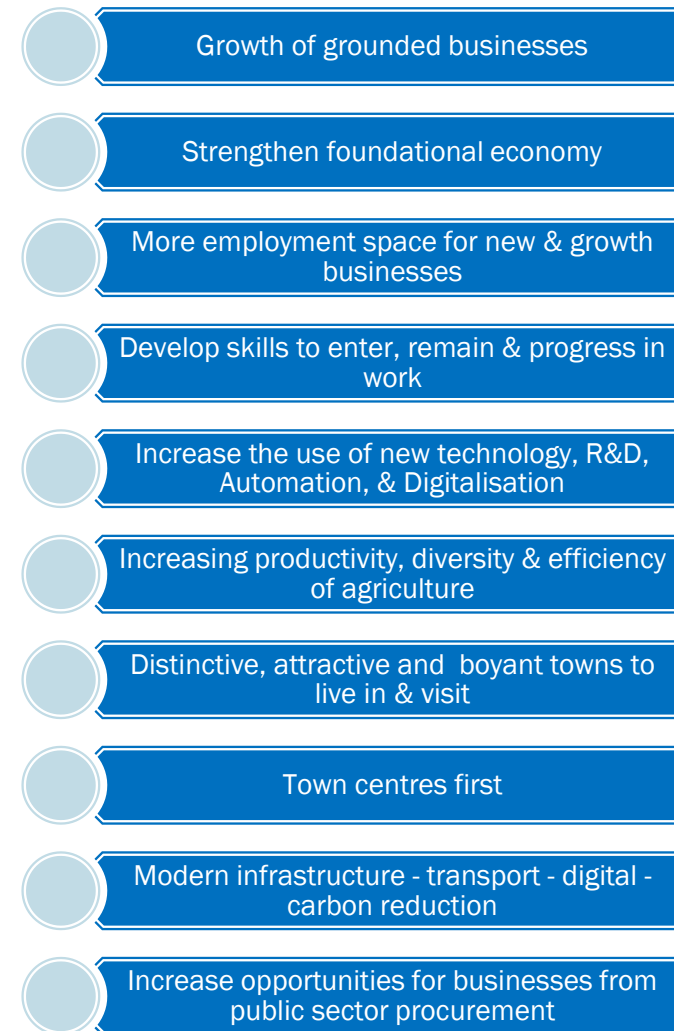 Growth of grounded businesses
Strengthen foundational economy
More employment space for new & growth
businesses
Develop skills to enter, remain & progress in
work
Increase the use of new technology, R&D,
Automation, & Digitalisation
Increasing productivity, diversity & efficiency
of agriculture
Distinctive, attractive and  boyant towns to
live in & visit
Town centres first
Modern infrastructure - transport - digital -
carbon reduction
Increase opportunities for businesses from
public sector procurement